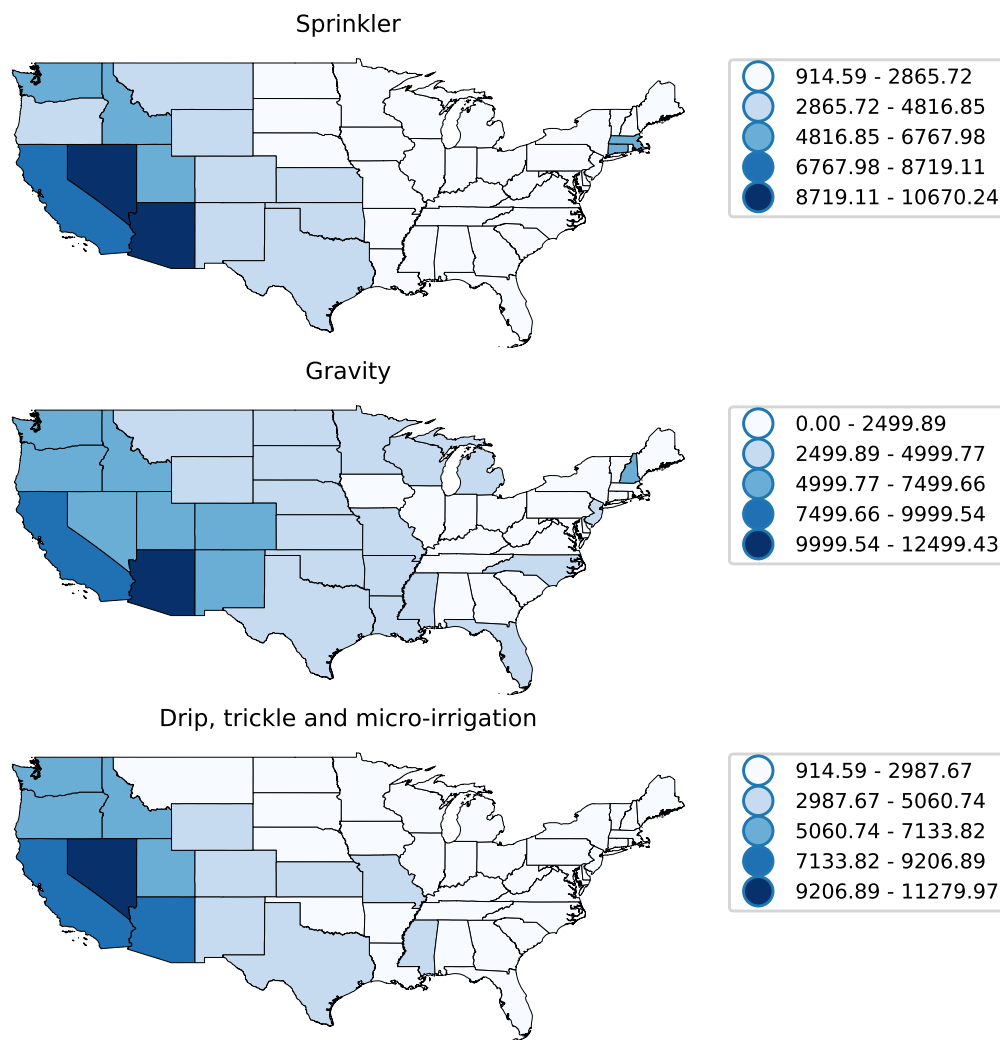 Sprinkler
914.59 - 2865.72
2865.72 - 4816.85
4816.85 - 6767.98
6767.98 - 8719.11
8719.11 - 10670.24
Gravity
0.00 - 2499.89
2499.89 - 4999.77
4999.77 - 7499.66
7499.66 - 9999.54
9999.54 - 12499.43
Drip, trickle and micro-irrigation
914.59 - 2987.67
2987.67 - 5060.74
5060.74 - 7133.82
7133.82 - 9206.89
9206.89 - 11279.97